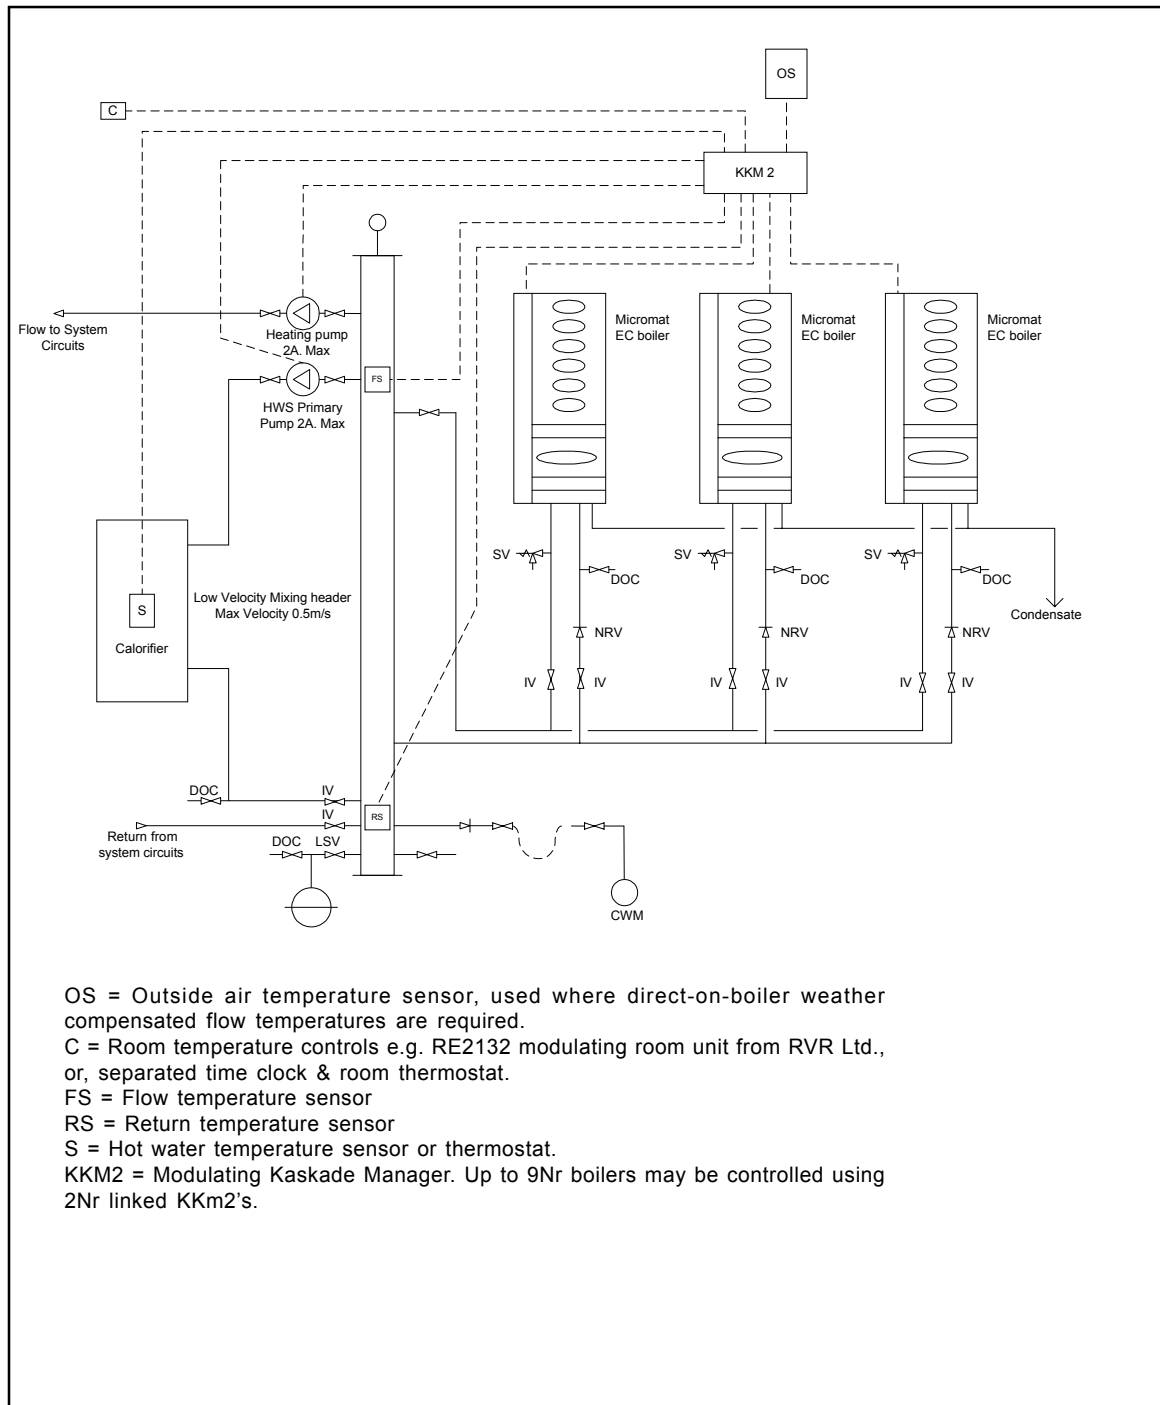 OS
C
KKM 2
Micromat
EC boiler
Micromat
EC boiler
Micromat
EC boiler
Flow to System
Circuits
Heating pump
2A. Max
FS
HWS Primary
Pump 2A. Max
SV
SV
SV
DOC
DOC
DOC
Low Velocity Mixing header
Max Velocity 0.5m/s
S
Condensate
NRV
NRV
NRV
Calorifier
IV
IV
IV
IV
IV
IV
DOC
IV
IV
RS
Return from
system circuits
DOC
LSV
CWM
OS = Outside air temperature sensor, used where direct-on-boiler weather
compensated flow temperatures are required.
C = Room temperature controls e.g. RE2132 modulating room unit from RVR Ltd.,
or, separated time clock & room thermostat.
FS = Flow temperature sensor
RS = Return temperature sensor
S = Hot water temperature sensor or thermostat.
KKM2 = Modulating Kaskade Manager. Up to 9Nr boilers may be controlled using
2Nr linked KKm2's.